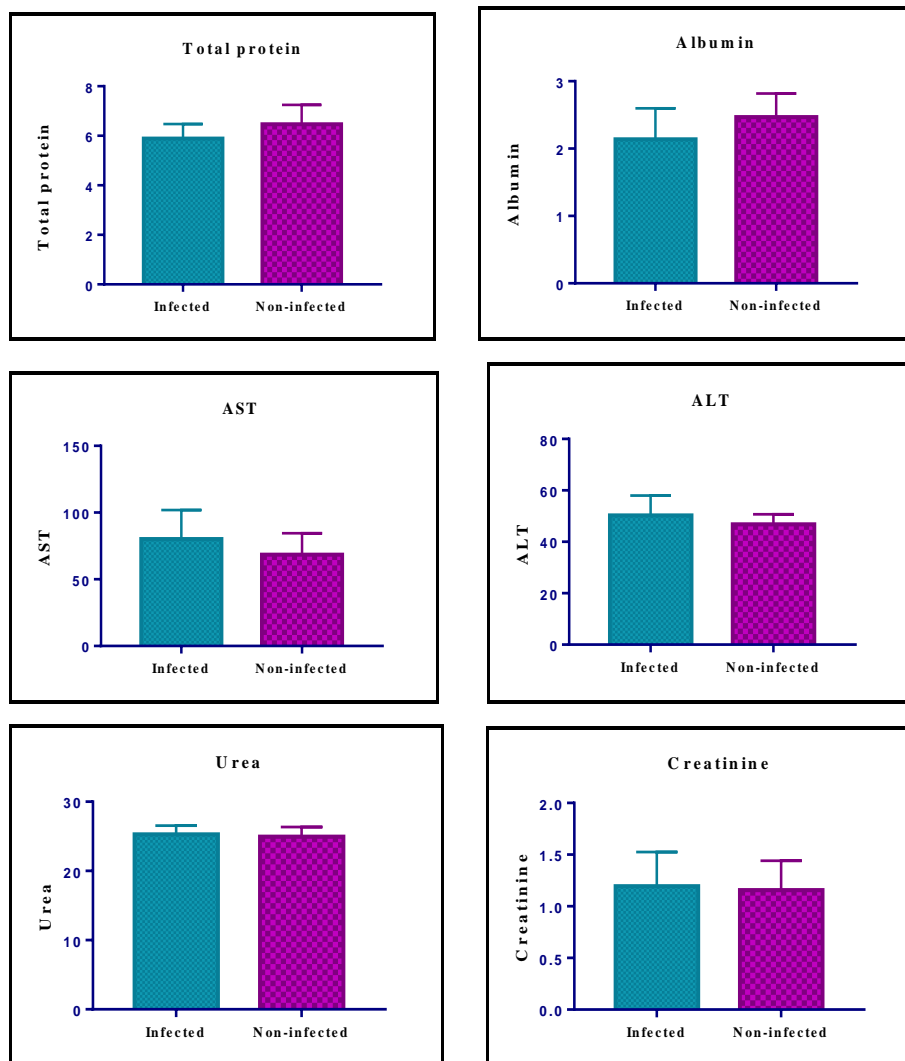 Total protein
Total protein
8
6
4
2
0
Infected Non-infected
Albumin
Albumin
3
2
1
0
Infected Non-infected
AST
AST
150
100
50
0
Infected Non-infected
ALT
ALT
80
60
40
20
0
Infected Non-infected
Urea
Urea
30
20
10
0
Infected Non-infected
Creatinine
Creatinine
2.0
1.5
1.0
0.5
0.0
Infected Non-infected